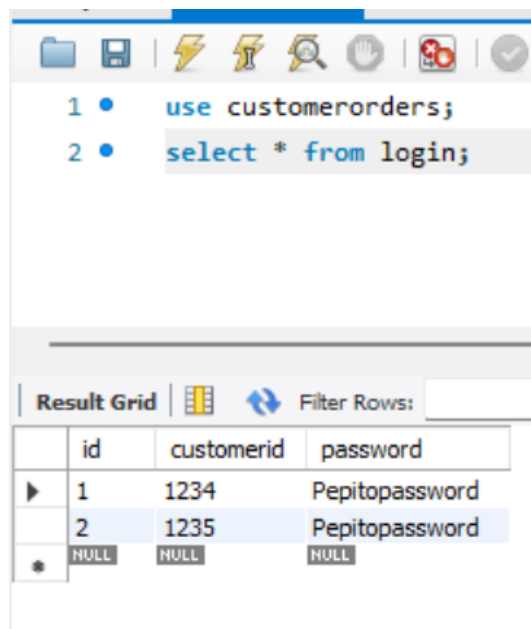 1 use customerorders;
2 select * from login;
Result Grid Filter Rows:
id customerid password
1 1234 Pepitopassword
2 1235 Pepitopassword
NULL NULL NULL